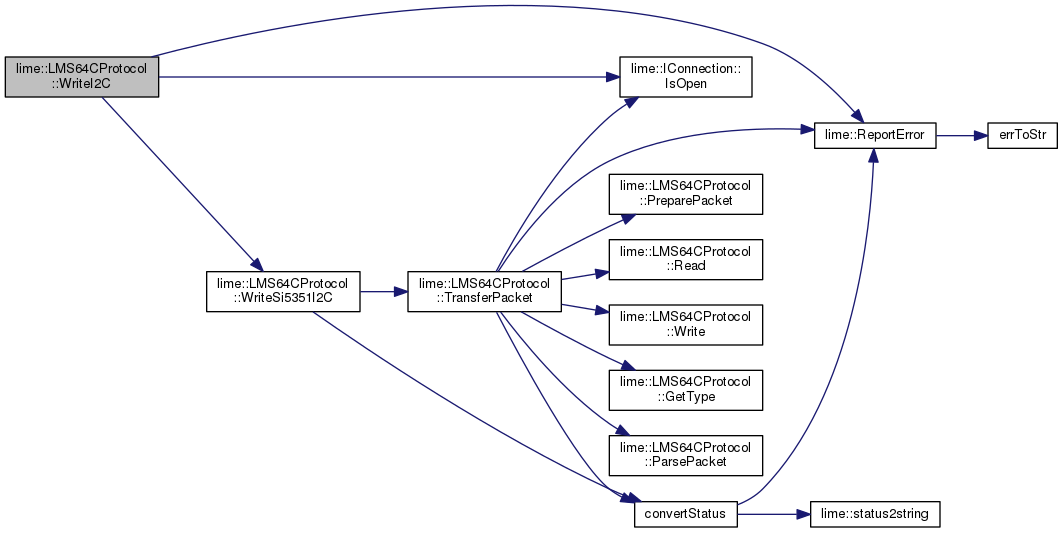 lime::LMS64CProtocol
::WriteI2C
lime::IConnection::
IsOpen
lime::ReportError
errToStr
lime::LMS64CProtocol
::PreparePacket
lime::LMS64CProtocol
::Read
lime::LMS64CProtocol
::WriteSi5351I2C
lime::LMS64CProtocol
::TransferPacket
lime::LMS64CProtocol
::Write
lime::LMS64CProtocol
::GetType
lime::LMS64CProtocol
::ParsePacket
convertStatus
lime::status2string